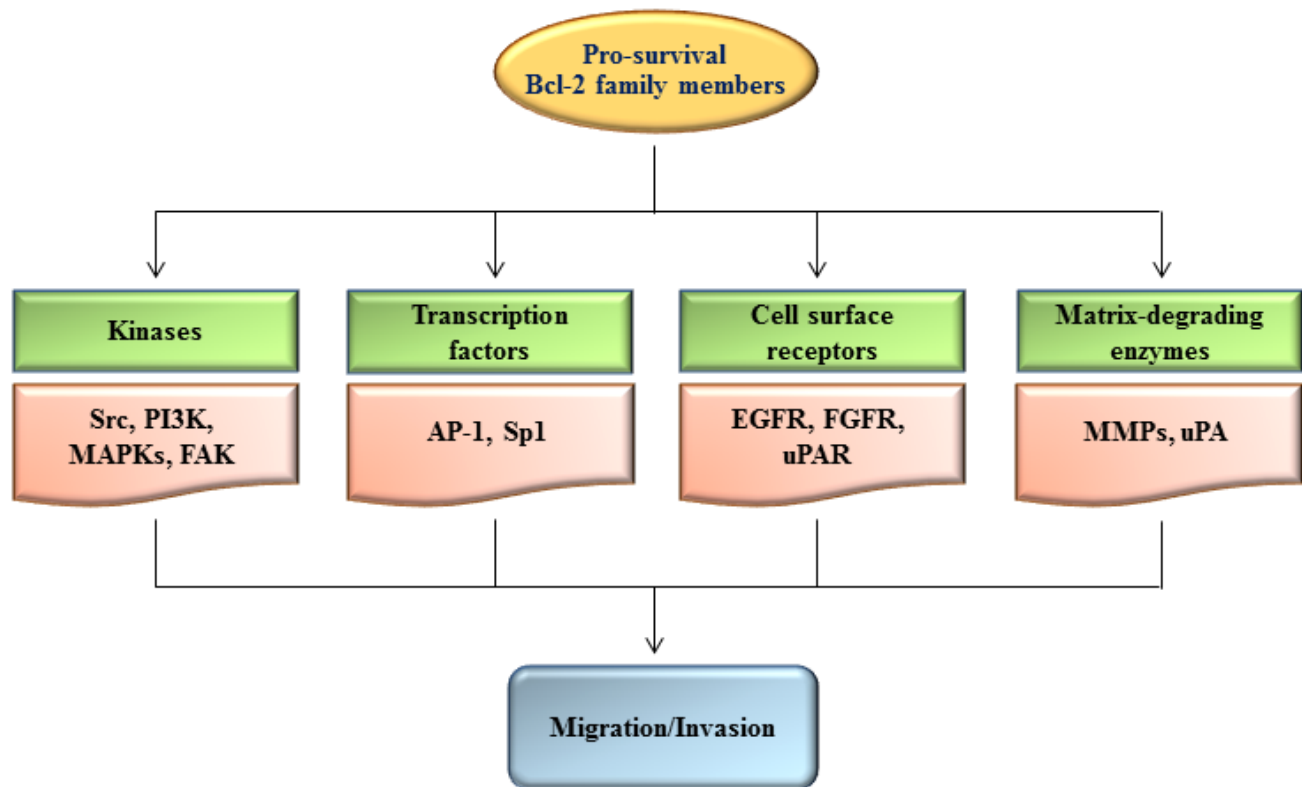 Pro-survival
Bcl-2 family members
Kinases
Transcription
factors
Cell surface
receptors
Matrix-degrading
enzymes
Src, PI3K,
MAPKs, FAK
AP-1, Sp1
EGFR, FGFR,
uPAR
MMPs, uPA
Migration/Invasion